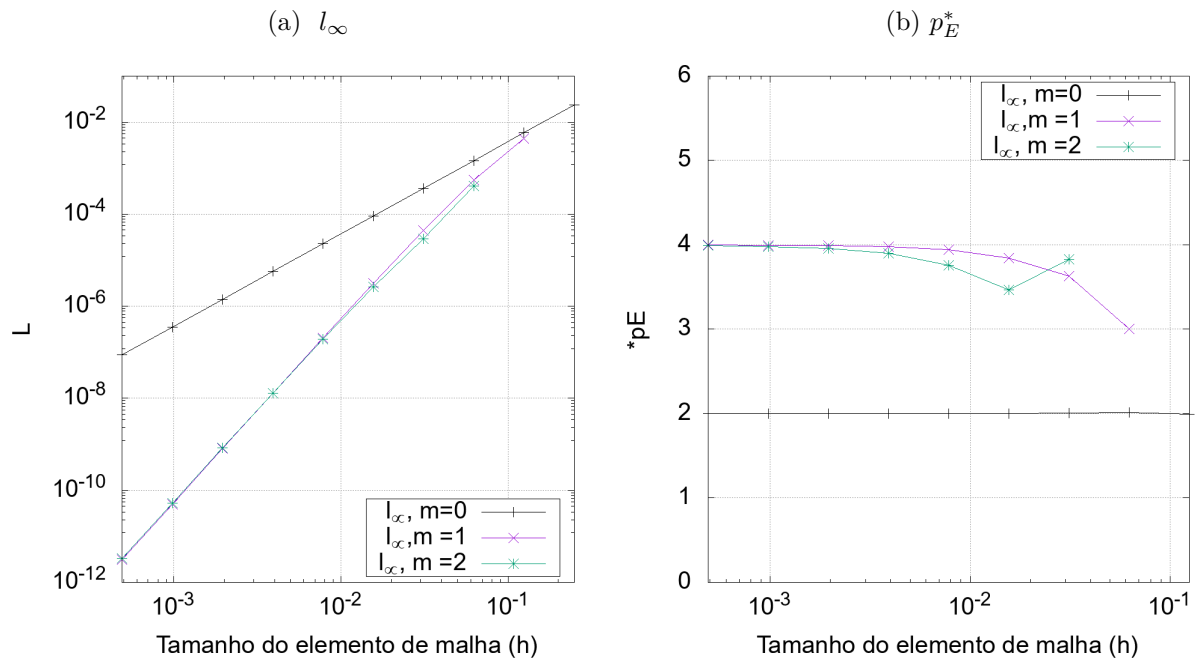 (a) l∞
(b) p*E
L
10-2
10-4
10-6
10-8
10-10
10-12
10-3
10-2
10-1
Tamanho do elemento de malha (h)
l∞, m=0
l∞,m =1
l∞, m =2
*pE
6
5
4
3
2
1
0
10-3
10-2
10-1
Tamanho do elemento de malha (h)
l∞, m=0
l∞,m =1
l∞, m =2